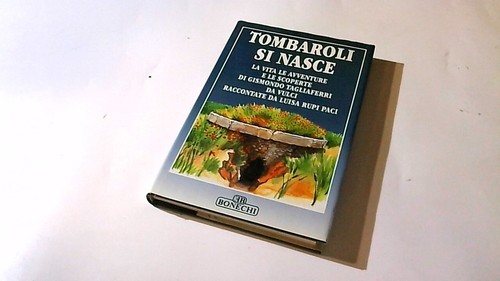 TOMBAROLI
SI NASCE
LA VITA LE AVVENTURE
E LE SCOPERTE
DI GISMONDO TAGLIAFERRI
DA VULCI
RACCONTATE DA LUISA RUPI PACI
BONECHI